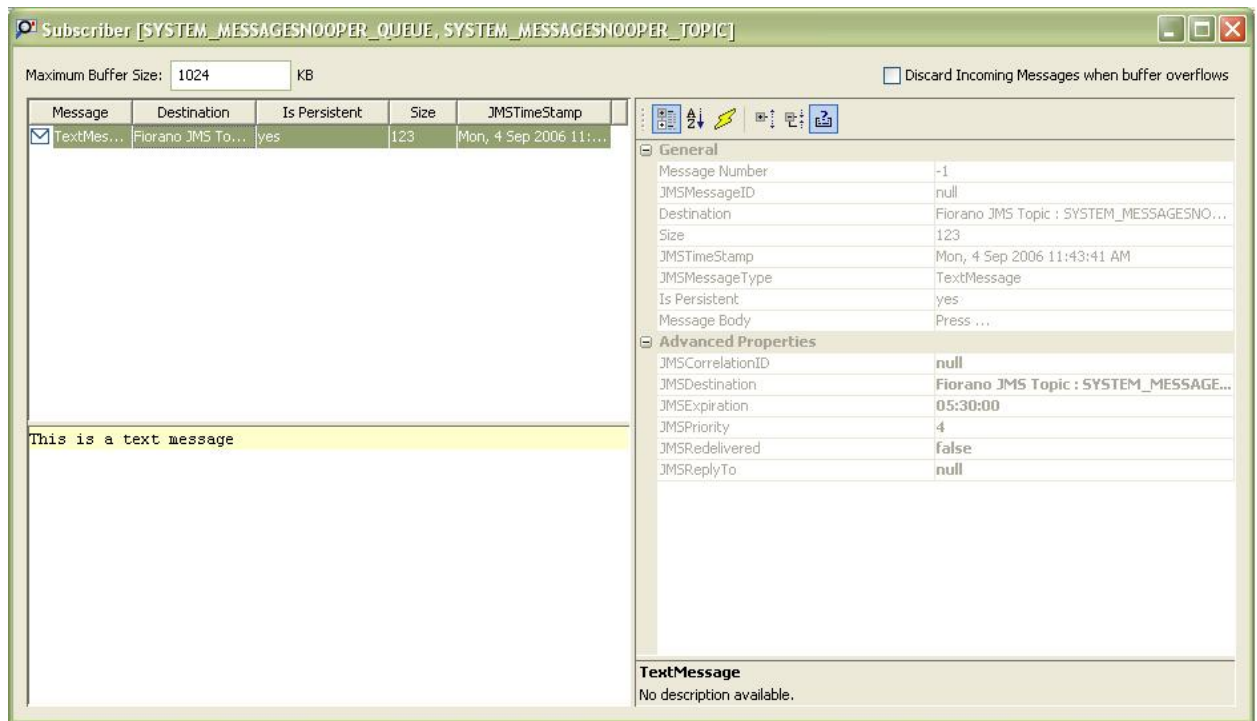 Subscriber [SYSTEM_MESSAGESNOOPER_QUEUE, SYSTEM_MESSAGESNOOPER_TOPIC]
Maximum Buffer Size: 1024 KB
Discard Incoming Messages when buffer overflows
Message Destination Is Persistent Size JMSTimeStamp
TextMes... Fiorano JMS To... yes 123 Mon, 4 Sep 2006 11:...
This is a text message
General
Message Number -1
JMSMessageID null
Destination Fiorano JMS Topic : SYSTEM_MESSAGESNO...
Size 123
JMSTimeStamp Mon, 4 Sep 2006 11:43:41 AM
JMSMessageType TextMessage
Is Persistent yes
Message Body Press ...
Advanced Properties
JMSCorrelationID null
JMSDestination Fiorano JMS Topic : SYSTEM_MESSAGE...
JMSExpiration 05:30:00
JMSPriority 4
JMSRedelivered false
JMSReplyTo null
TextMessage
No description available.